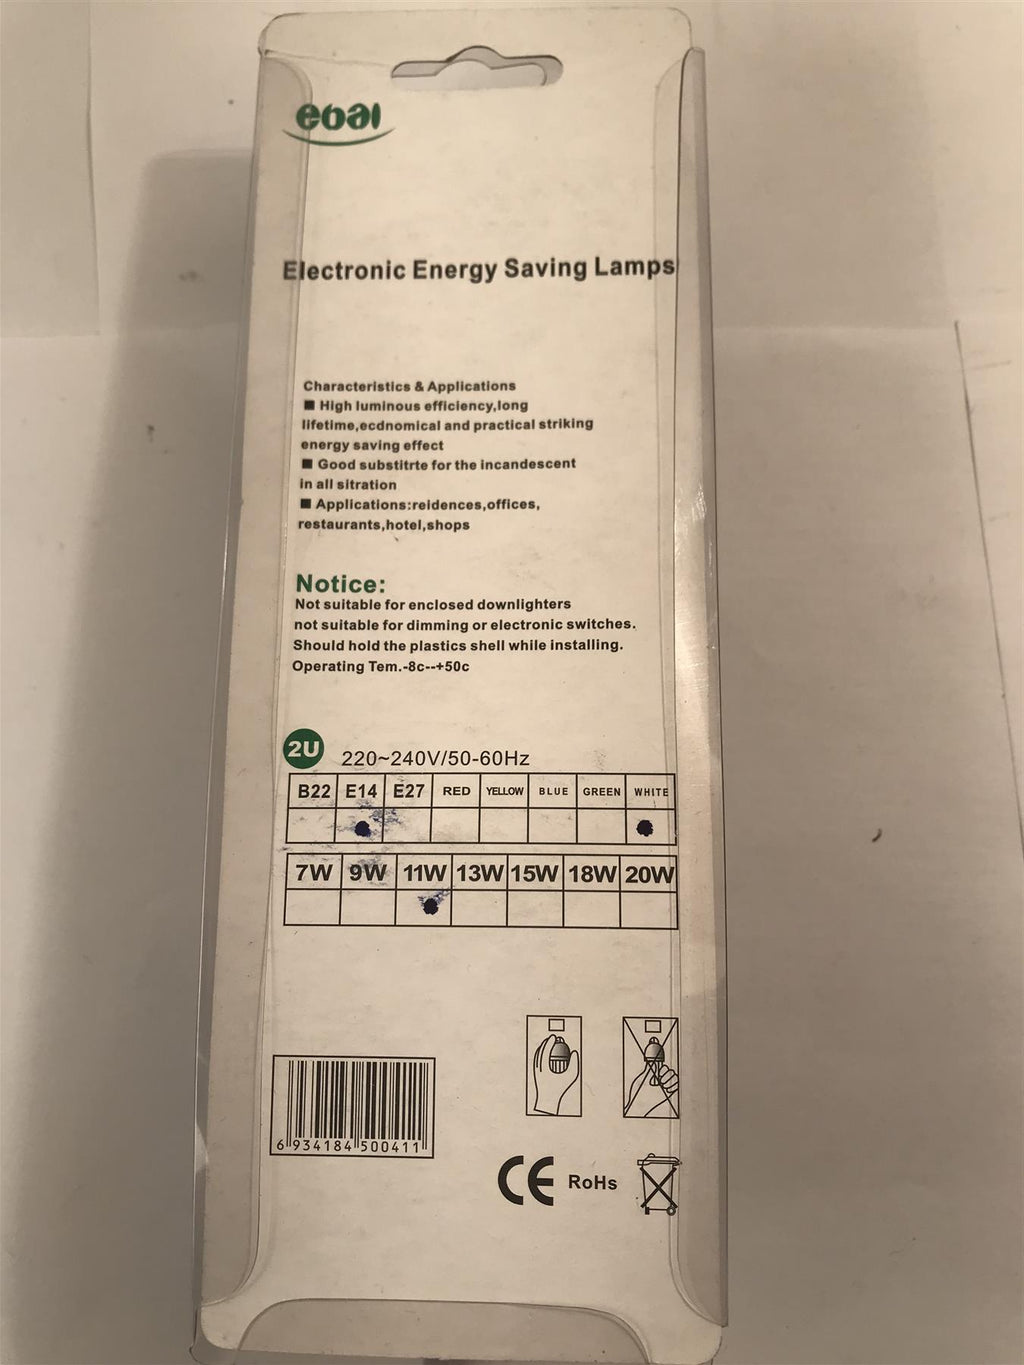 ebal
Electronic Energy Saving Lamps
Characteristics & Applications
■ High luminous efficiency,long
lifetime,ecdnomical and practical striking
energy saving effect
■ Good substitrte for the incandescent
in all sitration
■ Applications:reidences,offices,
restaurants,hotel,shops
Notice:
Not suitable for enclosed downlighters
not suitable for dimming or electronic switches.
Should hold the plastics shell while installing.
Operating Tem.-8c--+50c
2U 220~240V/50-60Hz
B22 E14 E27 RED YELLOW BLUE GREEN WHITE
7W 9W 11W 13W 15W 18W 20W
6 934184 500411
CE RoHs